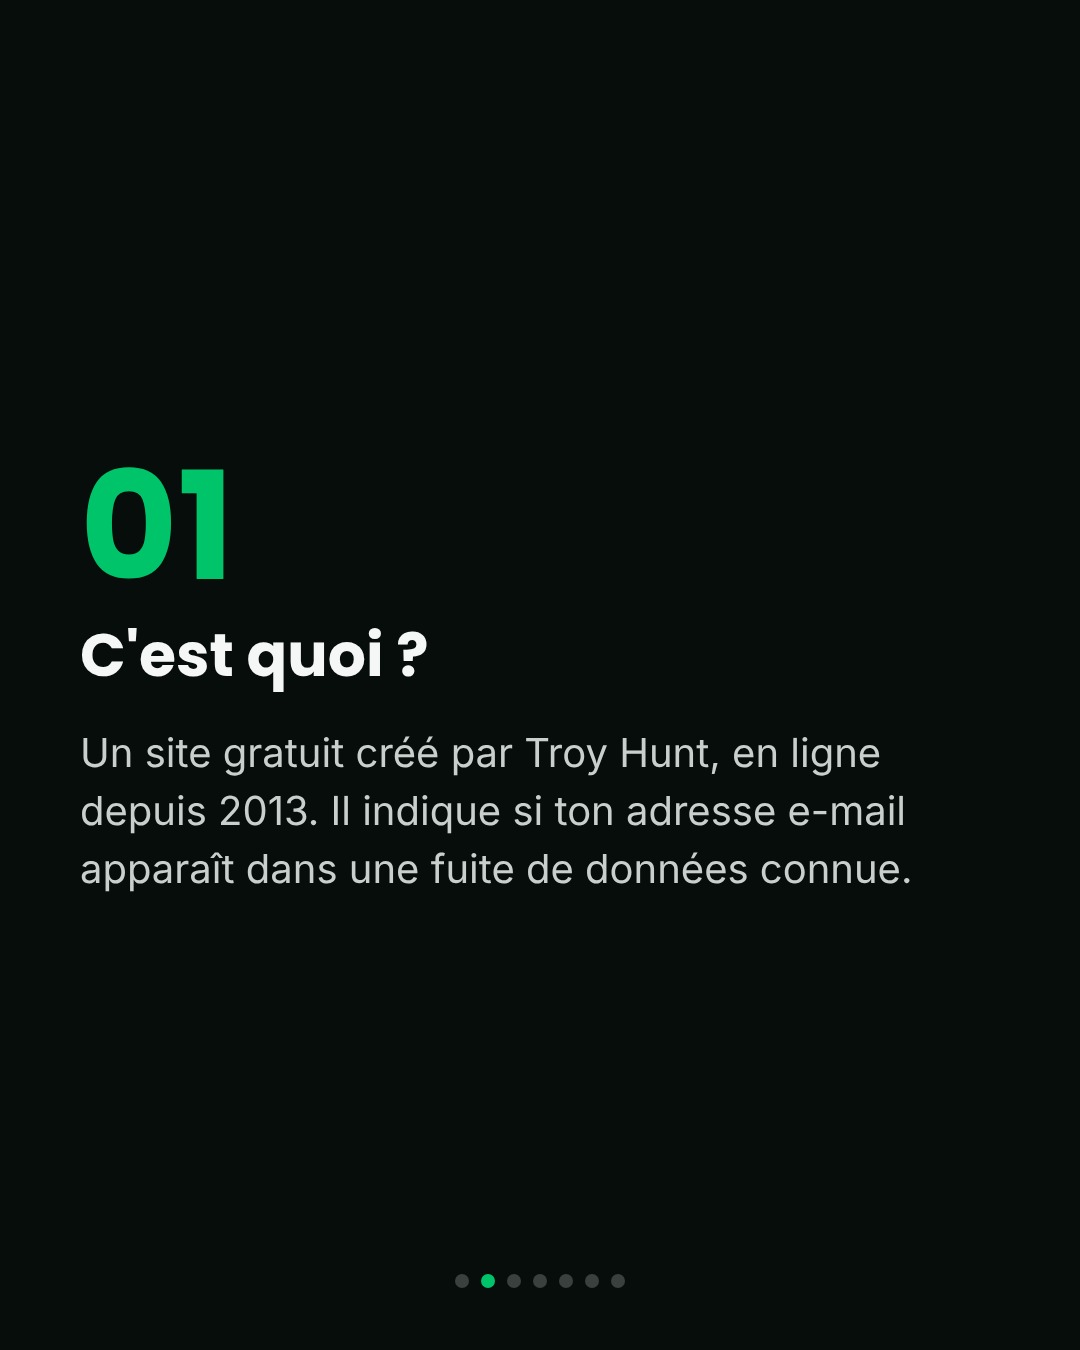 01
C'est quoi ?
Un site gratuit créé par Troy Hunt, en ligne
depuis 2013. Il indique si ton adresse e-mail
apparaît dans une fuite de données connue.